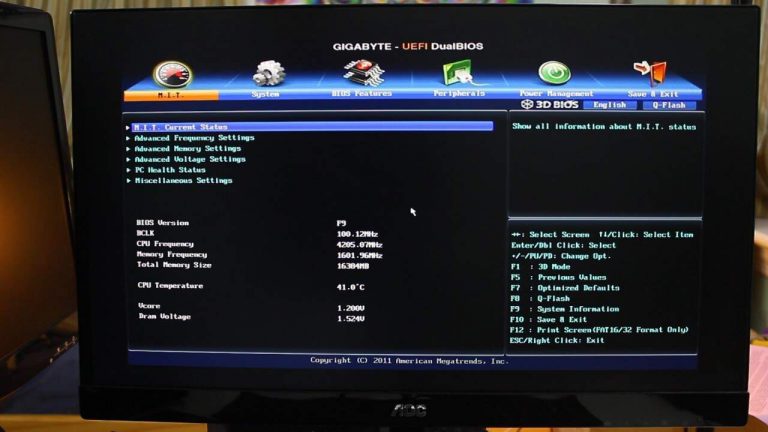 GIGABYTE - UEFI DualBIOS
M.I.T. System BIOS Features Peripherals Power Management Save & Exit
3D BIOS English Q-Flash
M.I.T. Current Status
Advanced Frequency Settings
Advanced Memory Settings
Advanced Voltage Settings
PC Health Status
Miscellaneous Settings
BIOS Version F9
BCLK 100.12MHz
CPU Frequency 4205.07MHz
Memory Frequency 1601.96MHz
Total Memory Size 16384MB
CPU Temperature 41.0°C
Vcore 1.200V
Dram Voltage 1.524V
Show all information about M.I.T. status
→←: Select Screen ↑↓/Click: Select Item
Enter/Dbl Click: Select
+/-/PU/PD: Change Opt.
F1 : 3D Mode
F5 : Previous Values
F7 : Optimized Defaults
F8 : Q-Flash
F9 : System Information
F10 : Save & Exit
F12 : Print Screen(FAT16/32 Format Only)
ESC/Right Click: Exit
Copyright (C) 2011 American Megatrends, Inc.
AOC